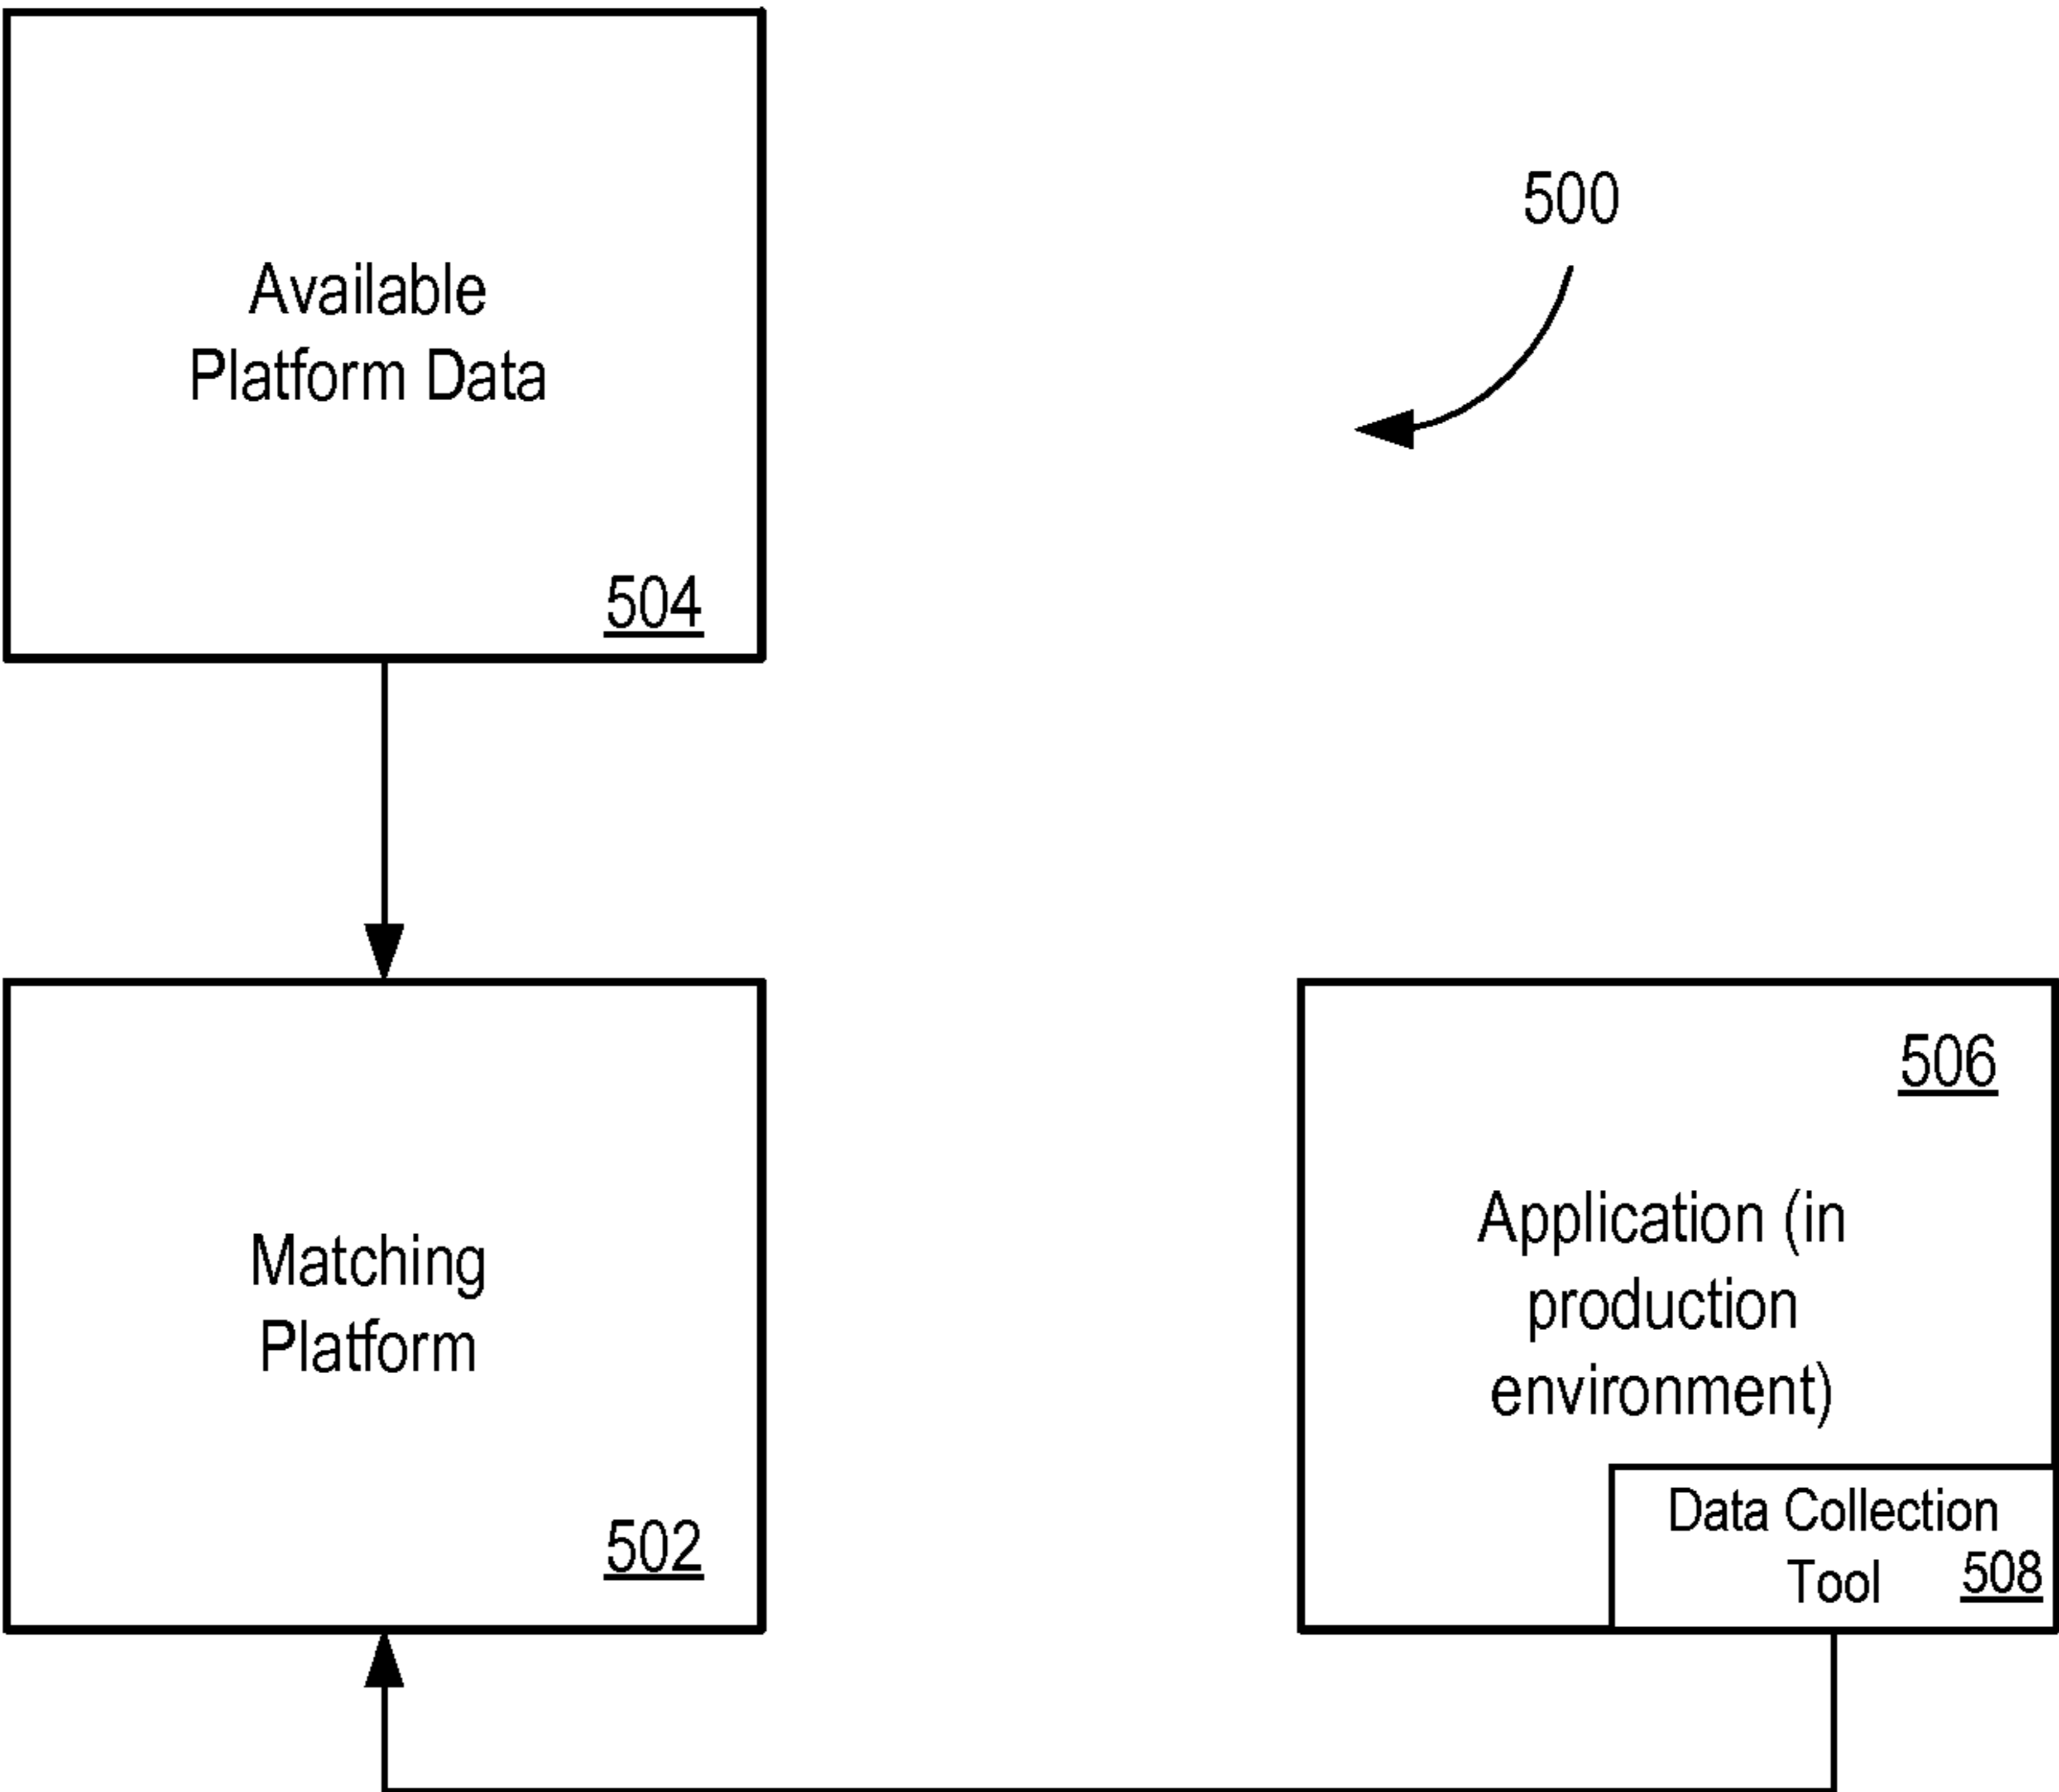 Available
Platform Data
504
500
Matching
Platform
502
506
Application (in
production
environment)
Data Collection
Tool 508